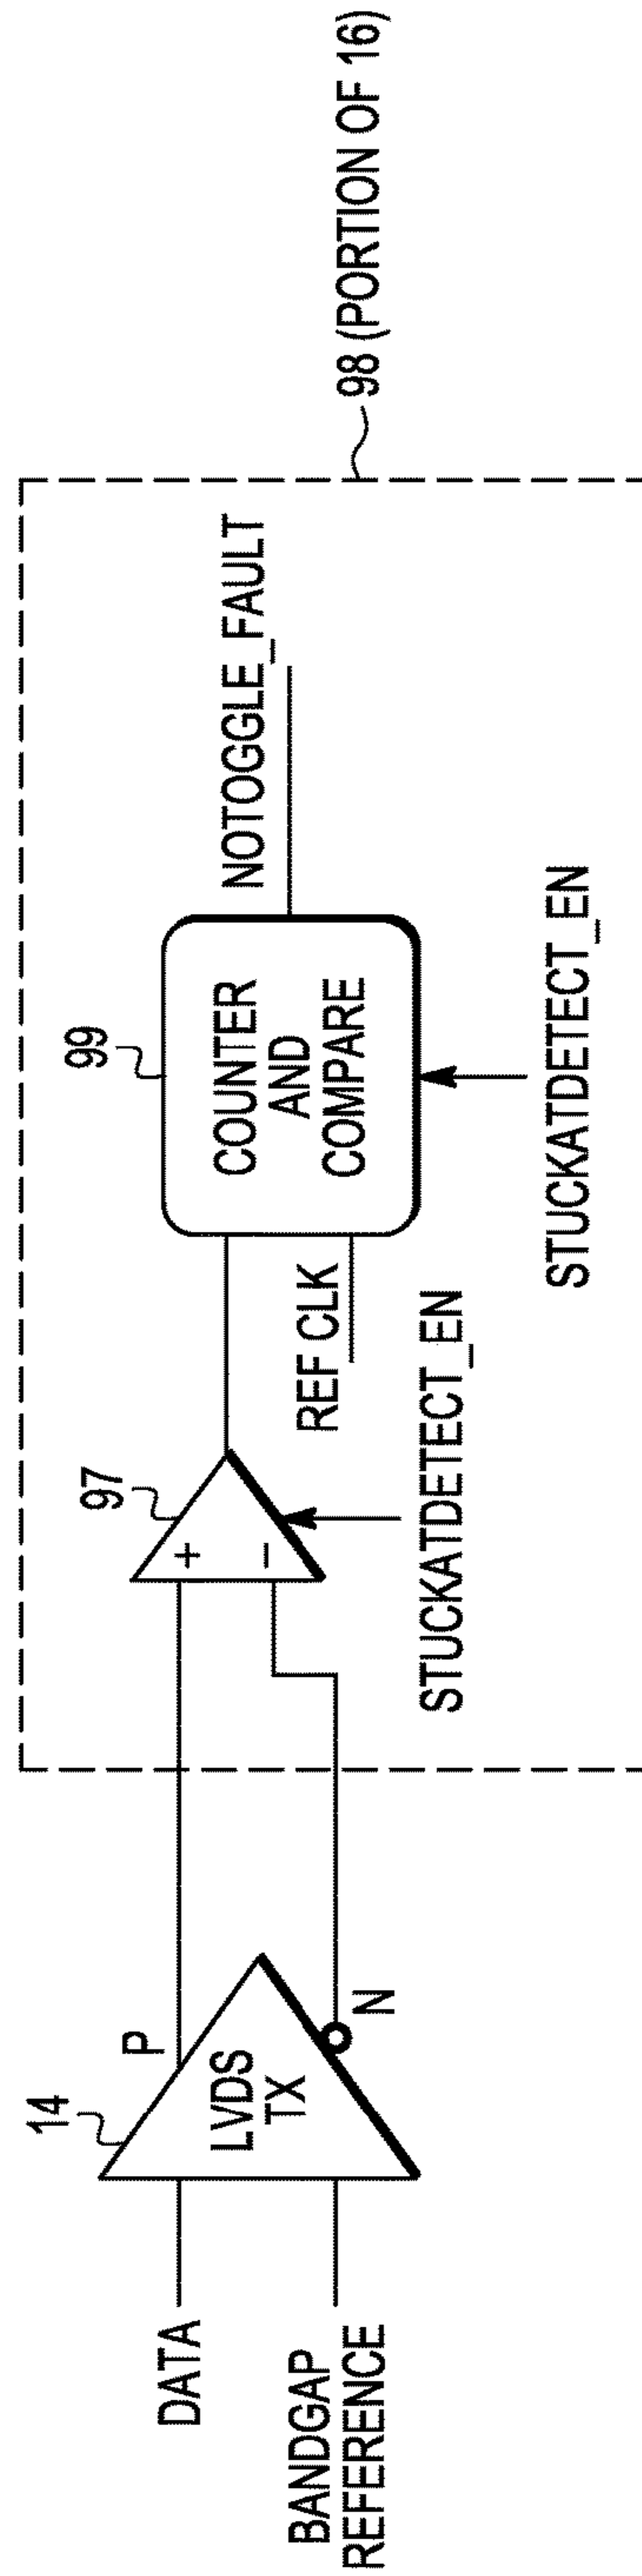 98 (PORTION OF 16)
DATA
BANDGAP
REFERENCE
14
LVDS
TX
P
N
97
+
−
STUCKATDETECT_EN
REF CLK
99
COUNTER
AND
COMPARE
STUCKATDETECT_EN
NOTOGGLE_FAULT